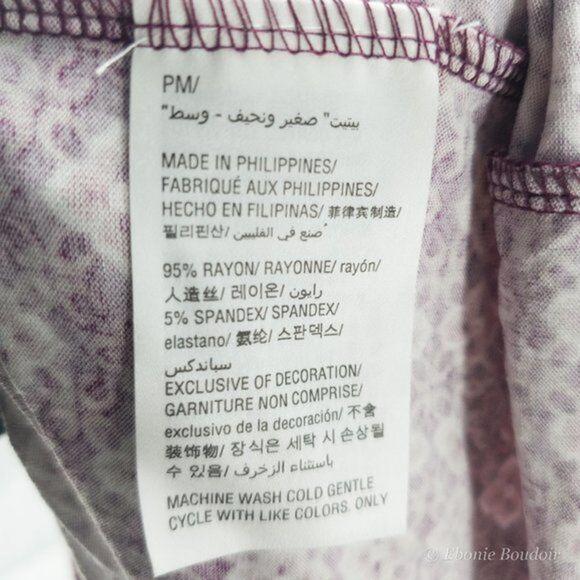 PM/
"بيتيت" صغير ونحيف - وسط
MADE IN PHILIPPINES/
FABRIQUÉ AUX PHILIPPINES/
HECHO EN FILIPINAS/ 菲律宾制造/
필리핀산/ صنع في الفلبين
95% RAYON/ RAYONNE/ rayón/
人造丝/ 레이온/ رايون
5% SPANDEX/ SPANDEX/
elastano/ 氨纶/ 스판덱스/
سباندكس
EXCLUSIVE OF DECORATION/
GARNITURE NON COMPRISE/
exclusivo de la decoración/ 不含
装饰物/ 장식은 세탁 시 손상될
수 있음/ باستثناء الزخرف/
MACHINE WASH COLD GENTLE
CYCLE WITH LIKE COLORS. ONLY
© Ebonie Boudoir